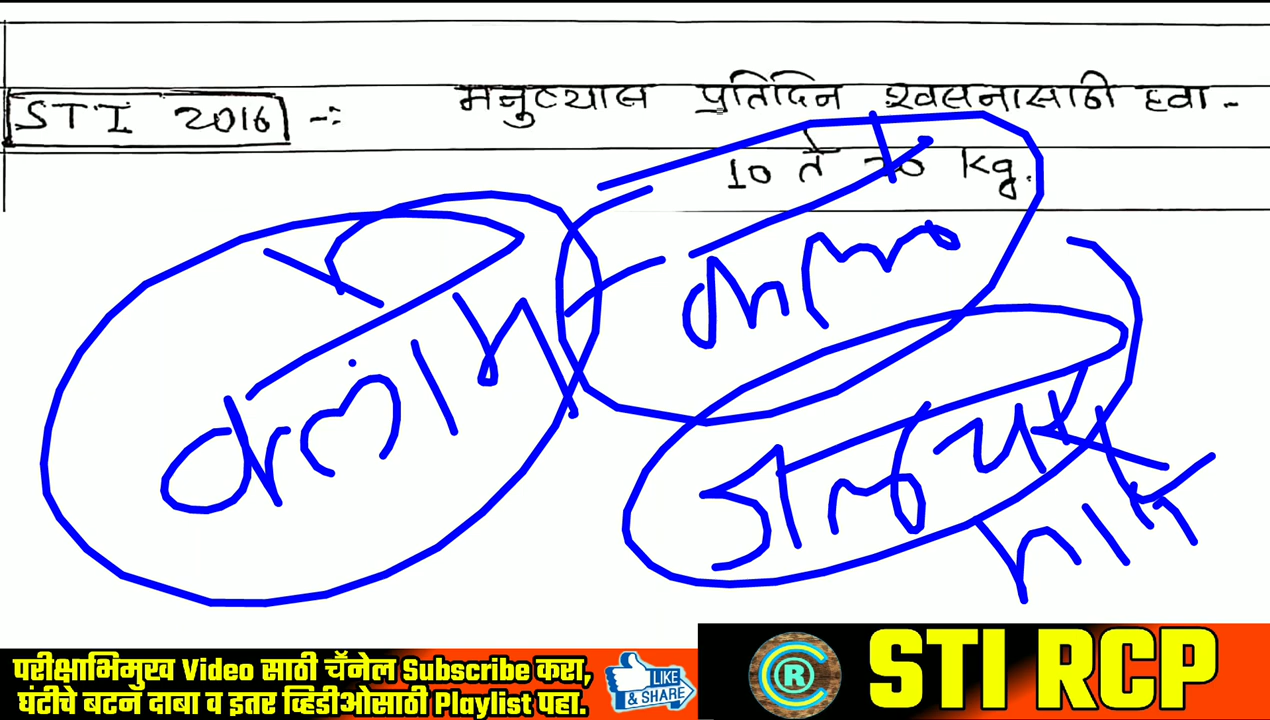 STI 2016 -: मनुष्यास प्रतिदिन श्वसनासाठी हवा -
10 ते 20 kg.
कलाम
परीक्षाभिमुख Video साठी चॅनेल Subscribe करा,
घंटीचे बटन दाबा व इतर व्हिडीओसाठी Playlist पहा.
LIKE
& SHARE
R
STI RCP